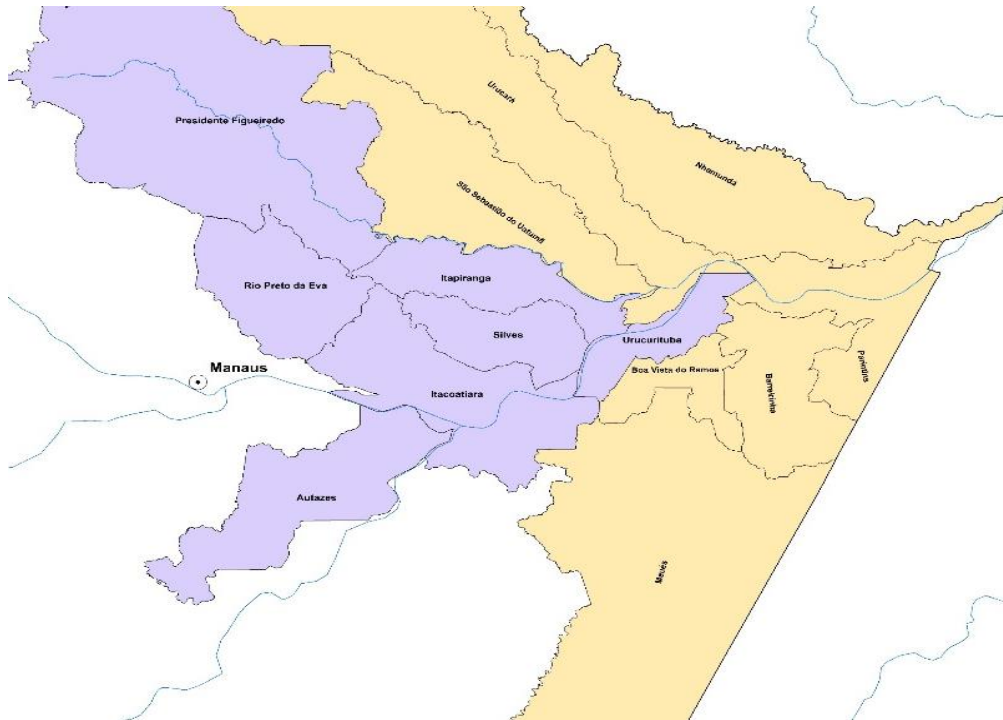 Urucará
Presidente Figueiredo
Nhamunda
São Sebastião do Uatumã
Itapiranga
Rio Preto da Eva
Silves
Urucurituba
Manaus
Boa Vista do Ramos
Parintins
Barreirinha
Itacoatiara
Autazes
Maués